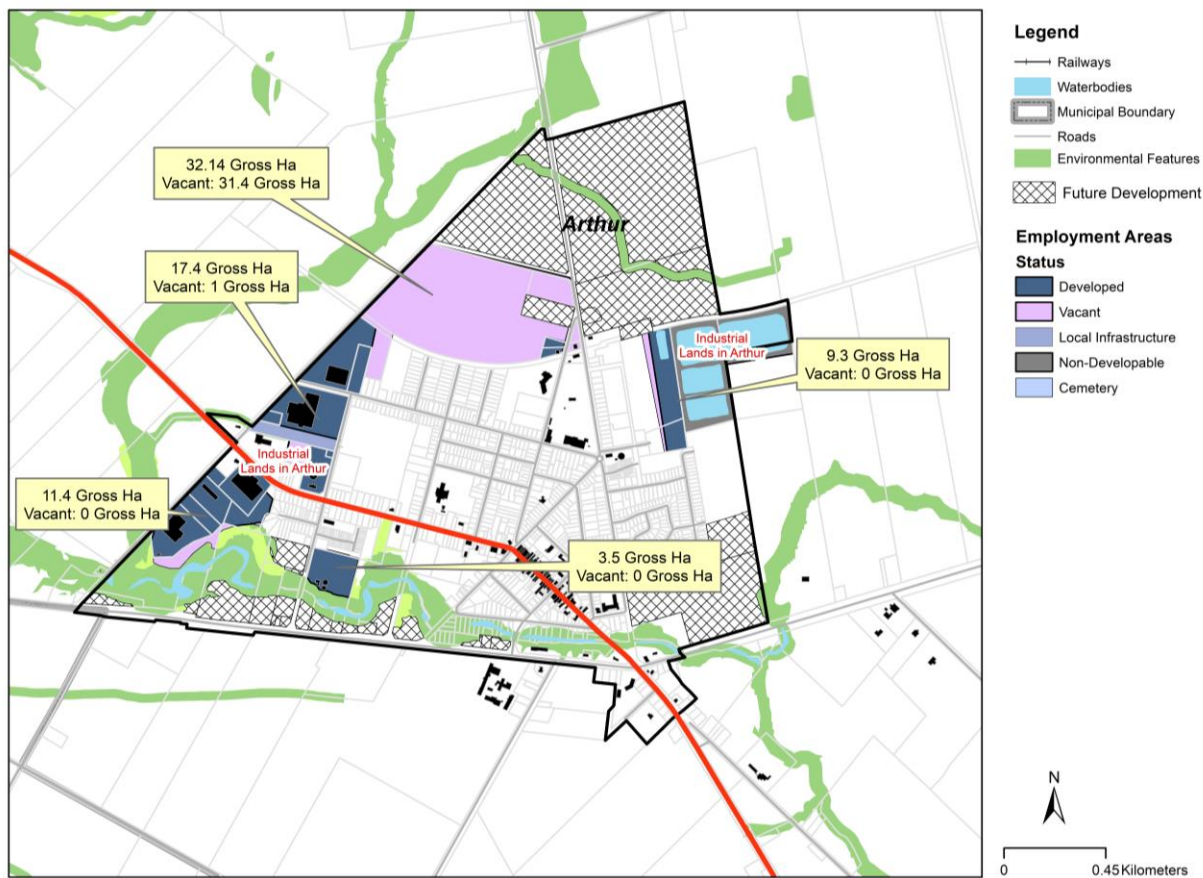 32.14 Gross Ha
Vacant: 31.4 Gross Ha
Arthur
17.4 Gross Ha
Vacant: 1 Gross Ha
Industrial
Lands in Arthur
9.3 Gross Ha
Vacant: 0 Gross Ha
Industrial
Lands in Arthur
11.4 Gross Ha
Vacant: 0 Gross Ha
3.5 Gross Ha
Vacant: 0 Gross Ha
Legend
Railways
Waterbodies
Municipal Boundary
Roads
Environmental Features
Future Development
Employment Areas
Status
Developed
Vacant
Local Infrastructure
Non-Developable
Cemetery
N
0 0.45 Kilometers